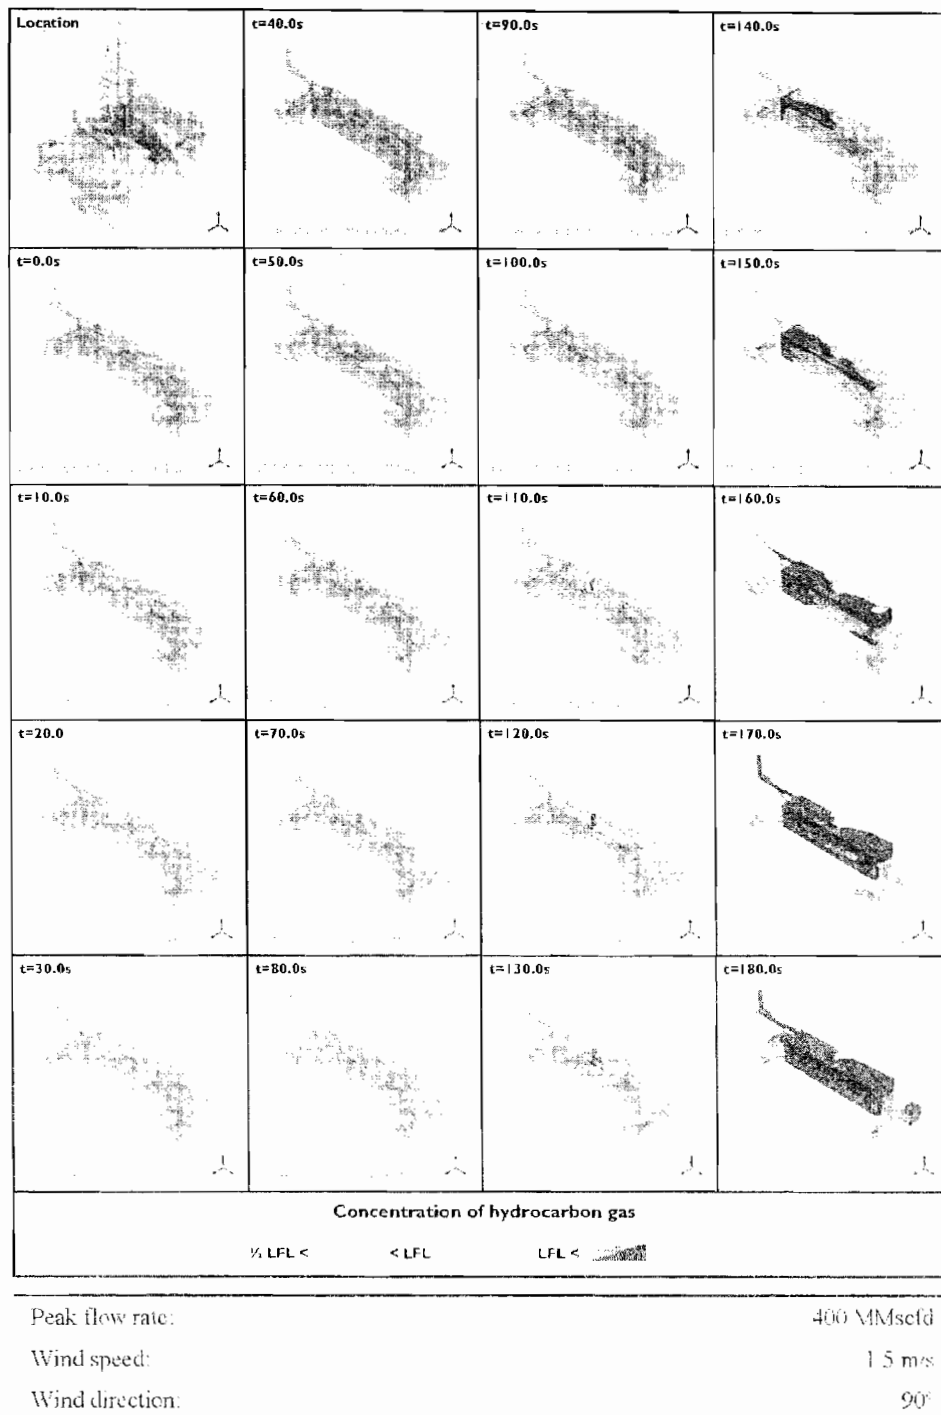 Location t=40.0s t=90.0s t=140.0s
t=0.0s t=50.0s t=100.0s t=150.0s
t=10.0s t=60.0s t=110.0s t=160.0s
t=20.0 t=70.0s t=120.0s t=170.0s
t=30.0s t=80.0s t=130.0s t=180.0s
Concentration of hydrocarbon gas
½ LFL < < LFL LFL <
Peak flow rate: 400 MMscfd
Wind speed: 1.5 m/s
Wind direction: 90°